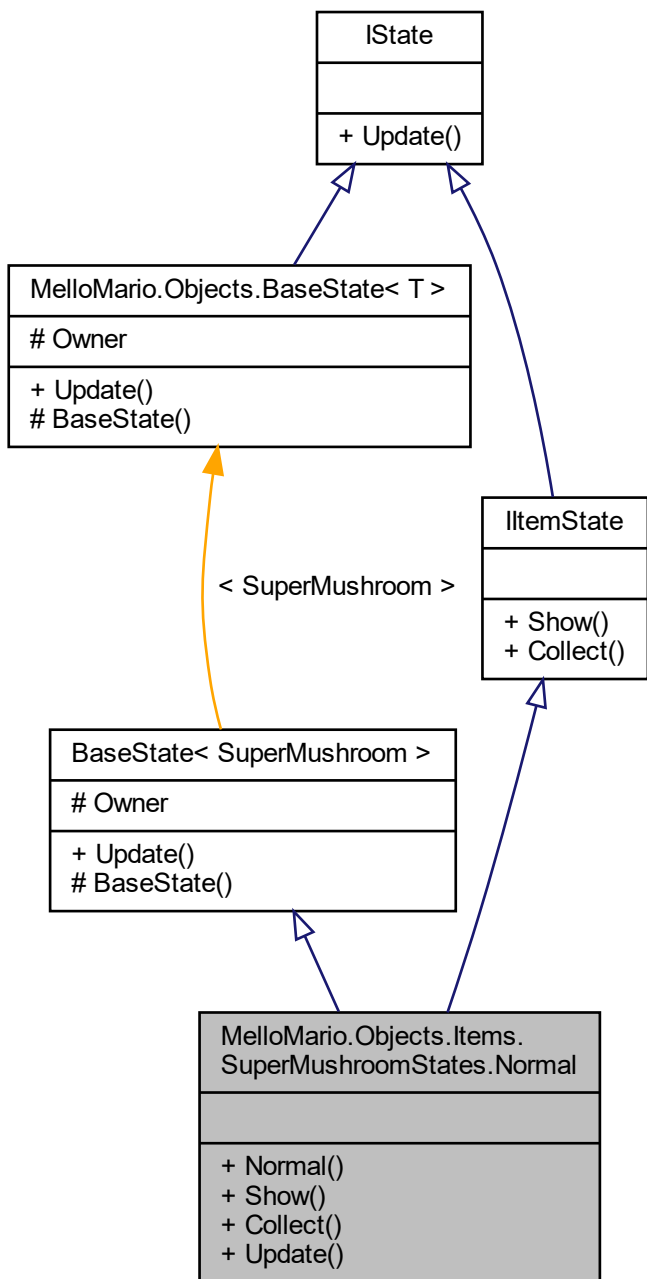 IState
+ Update()
MelloMario.Objects.BaseState< T >
# Owner
+ Update()
# BaseState()
IItemState
+ Show()
+ Collect()
< SuperMushroom >
BaseState< SuperMushroom >
# Owner
+ Update()
# BaseState()
MelloMario.Objects.Items.
SuperMushroomStates.Normal
+ Normal()
+ Show()
+ Collect()
+ Update()